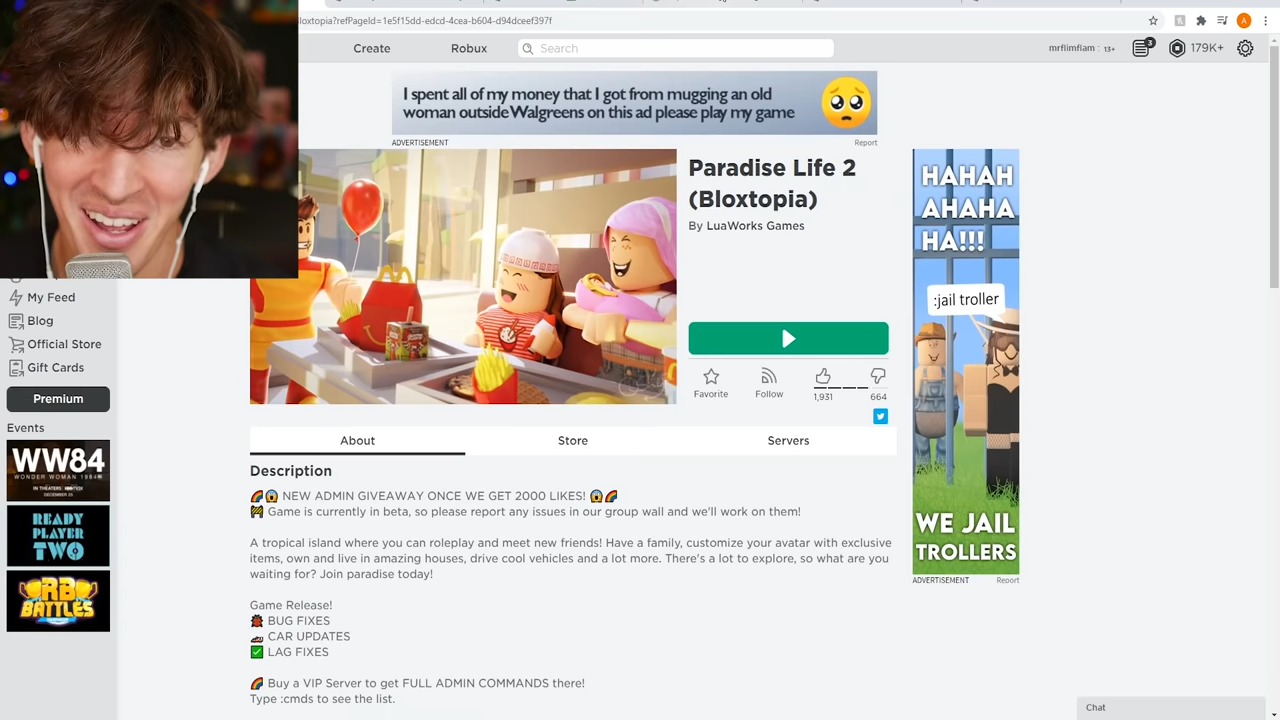 loxtopia?refPageId=1e5f15dd-edcd-4cea-b604-d94dceef397f
Create
Robux
Search
mrflimflam : 13+
3
179K+
I spent all of my money that I got from mugging an old
woman outside Walgreens on this ad please play my game
ADVERTISEMENT
Report
Paradise Life 2
(Bloxtopia)
By LuaWorks Games
Favorite
Follow
1,931
664
HAHAH
AHAHA
HA!!!
:jail troller
WE JAIL
TROLLERS
ADVERTISEMENT
Report
My Feed
Blog
Official Store
Gift Cards
Premium
Events
WW84
WONDER WOMAN 1984
IN THEATERS
DECEMBER 25
READY
PLAYER
TWO
RB
BATTLES
About
Store
Servers
Description
NEW ADMIN GIVEAWAY ONCE WE GET 2000 LIKES!
Game is currently in beta, so please report any issues in our group wall and we'll work on them!
A tropical island where you can roleplay and meet new friends! Have a family, customize your avatar with exclusive
items, own and live in amazing houses, drive cool vehicles and a lot more. There's a lot to explore, so what are you
waiting for? Join paradise today!
Game Release!
BUG FIXES
CAR UPDATES
LAG FIXES
Buy a VIP Server to get FULL ADMIN COMMANDS there!
Type :cmds to see the list.
Chat